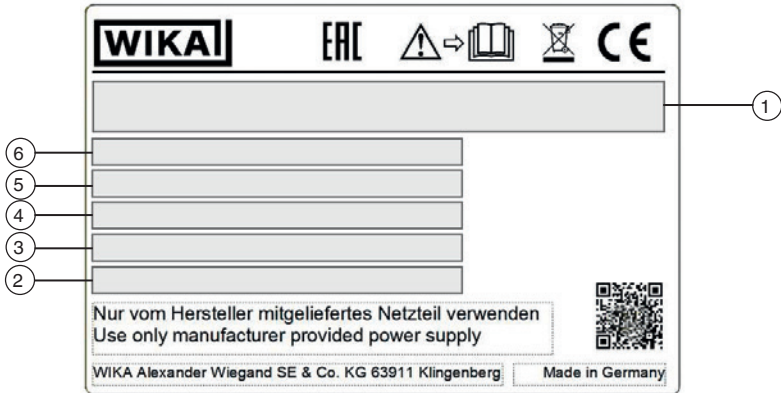 WIKA EAC CE
1
6
5
4
3
2
Nur vom Hersteller mitgeliefertes Netzteil verwenden
Use only manufacturer provided power supply
WIKA Alexander Wiegand SE & Co. KG 63911 Klingenberg Made in Germany